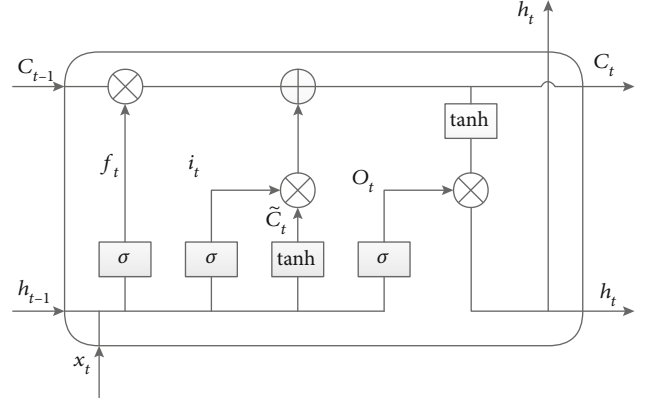 h_t
C_{t-1}
C_t
tanh
f_t
i_t
O_t
C̃_t
σ
σ
tanh
σ
h_{t-1}
h_t
x_t